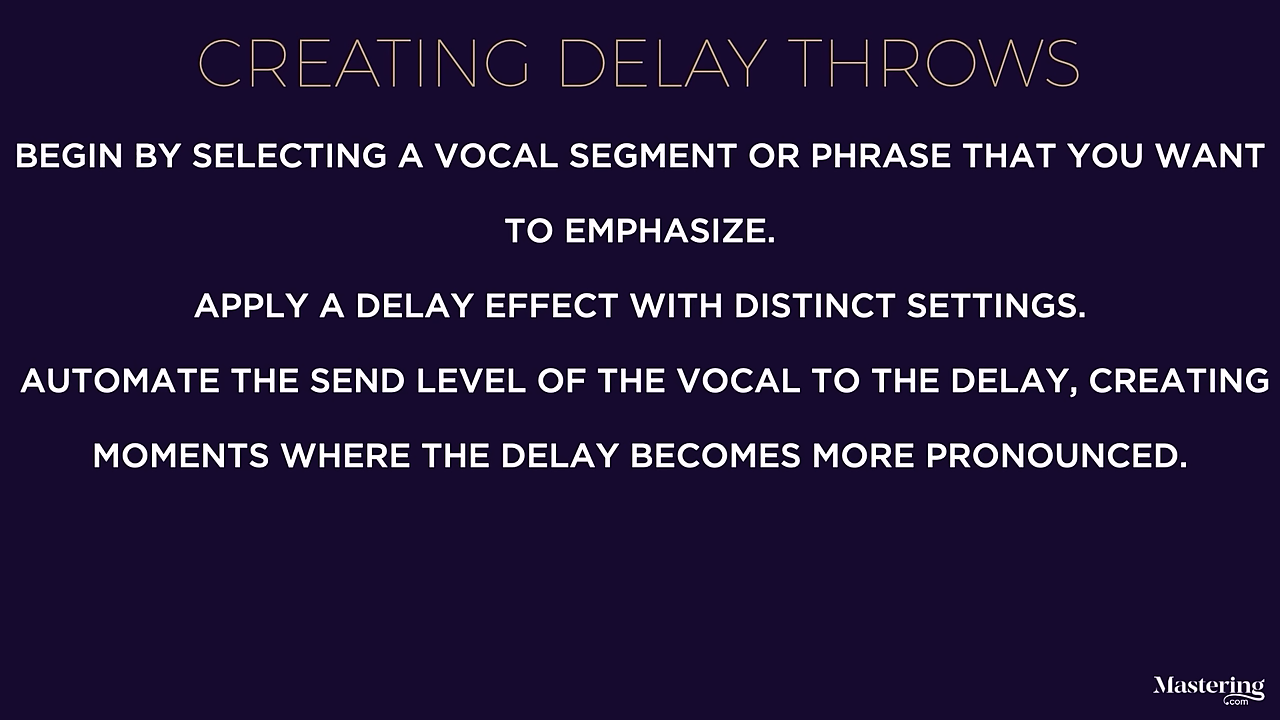 CREATING DELAY THROWS
BEGIN BY SELECTING A VOCAL SEGMENT OR PHRASE THAT YOU WANT
TO EMPHASIZE.
APPLY A DELAY EFFECT WITH DISTINCT SETTINGS.
AUTOMATE THE SEND LEVEL OF THE VOCAL TO THE DELAY, CREATING
MOMENTS WHERE THE DELAY BECOMES MORE PRONOUNCED.
Mastering
.com